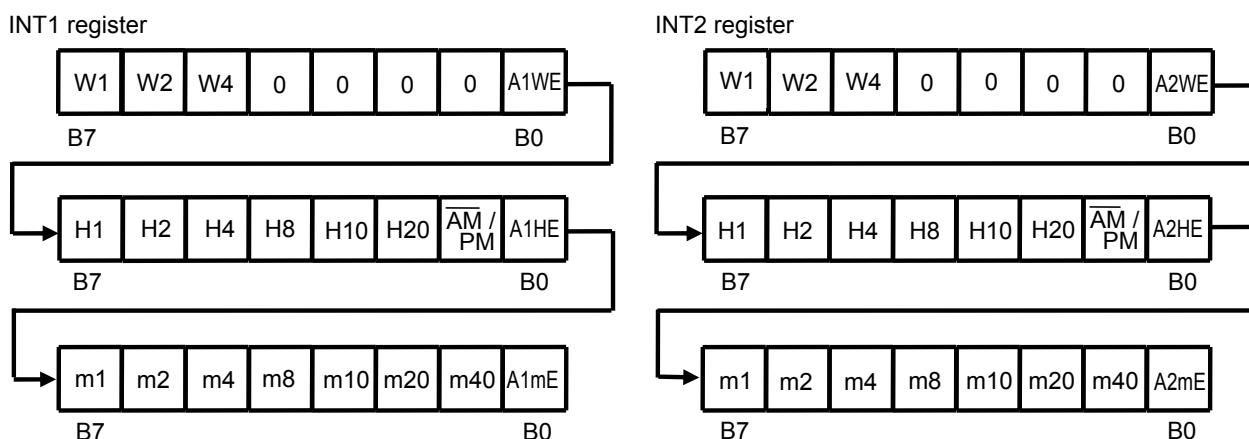 INT1 register
W1 W2 W4 0 0 0 0 A1WE
B7 B0
H1 H2 H4 H8 H10 H20 A̅M̅ / PM A1HE
B7 B0
m1 m2 m4 m8 m10 m20 m40 A1mE
B7 B0
INT2 register
W1 W2 W4 0 0 0 0 A2WE
B7 B0
H1 H2 H4 H8 H10 H20 A̅M̅ / PM A2HE
B7 B0
m1 m2 m4 m8 m10 m20 m40 A2mE
B7 B0